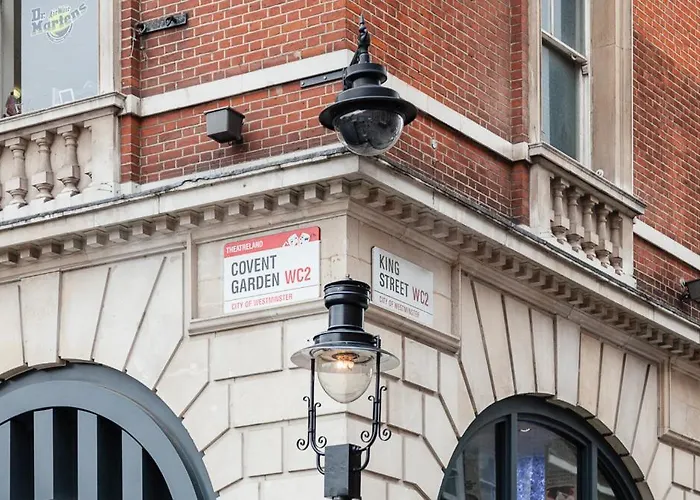 Dr.
Martens
THEATRELAND
COVENT
GARDEN WC2
CITY OF WESTMINSTER
KING
STREET WC2
CITY OF WESTMINSTER